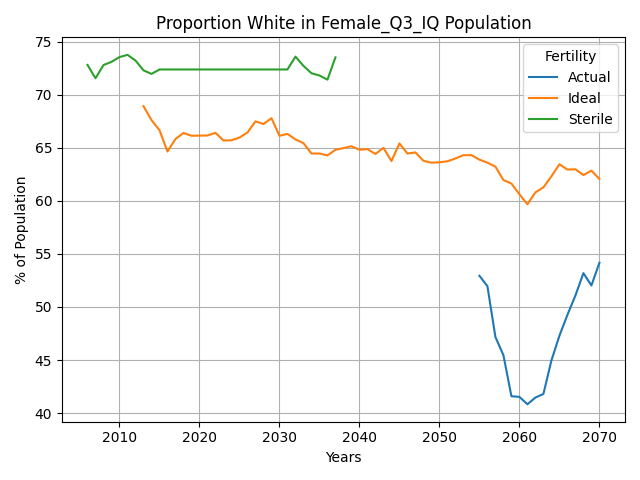 Proportion White in Female_Q3_IQ Population
% of Population
75
70
65
60
55
50
45
40
Fertility
Actual
Ideal
Sterile
2010
2020
2030
2040
2050
2060
2070
Years